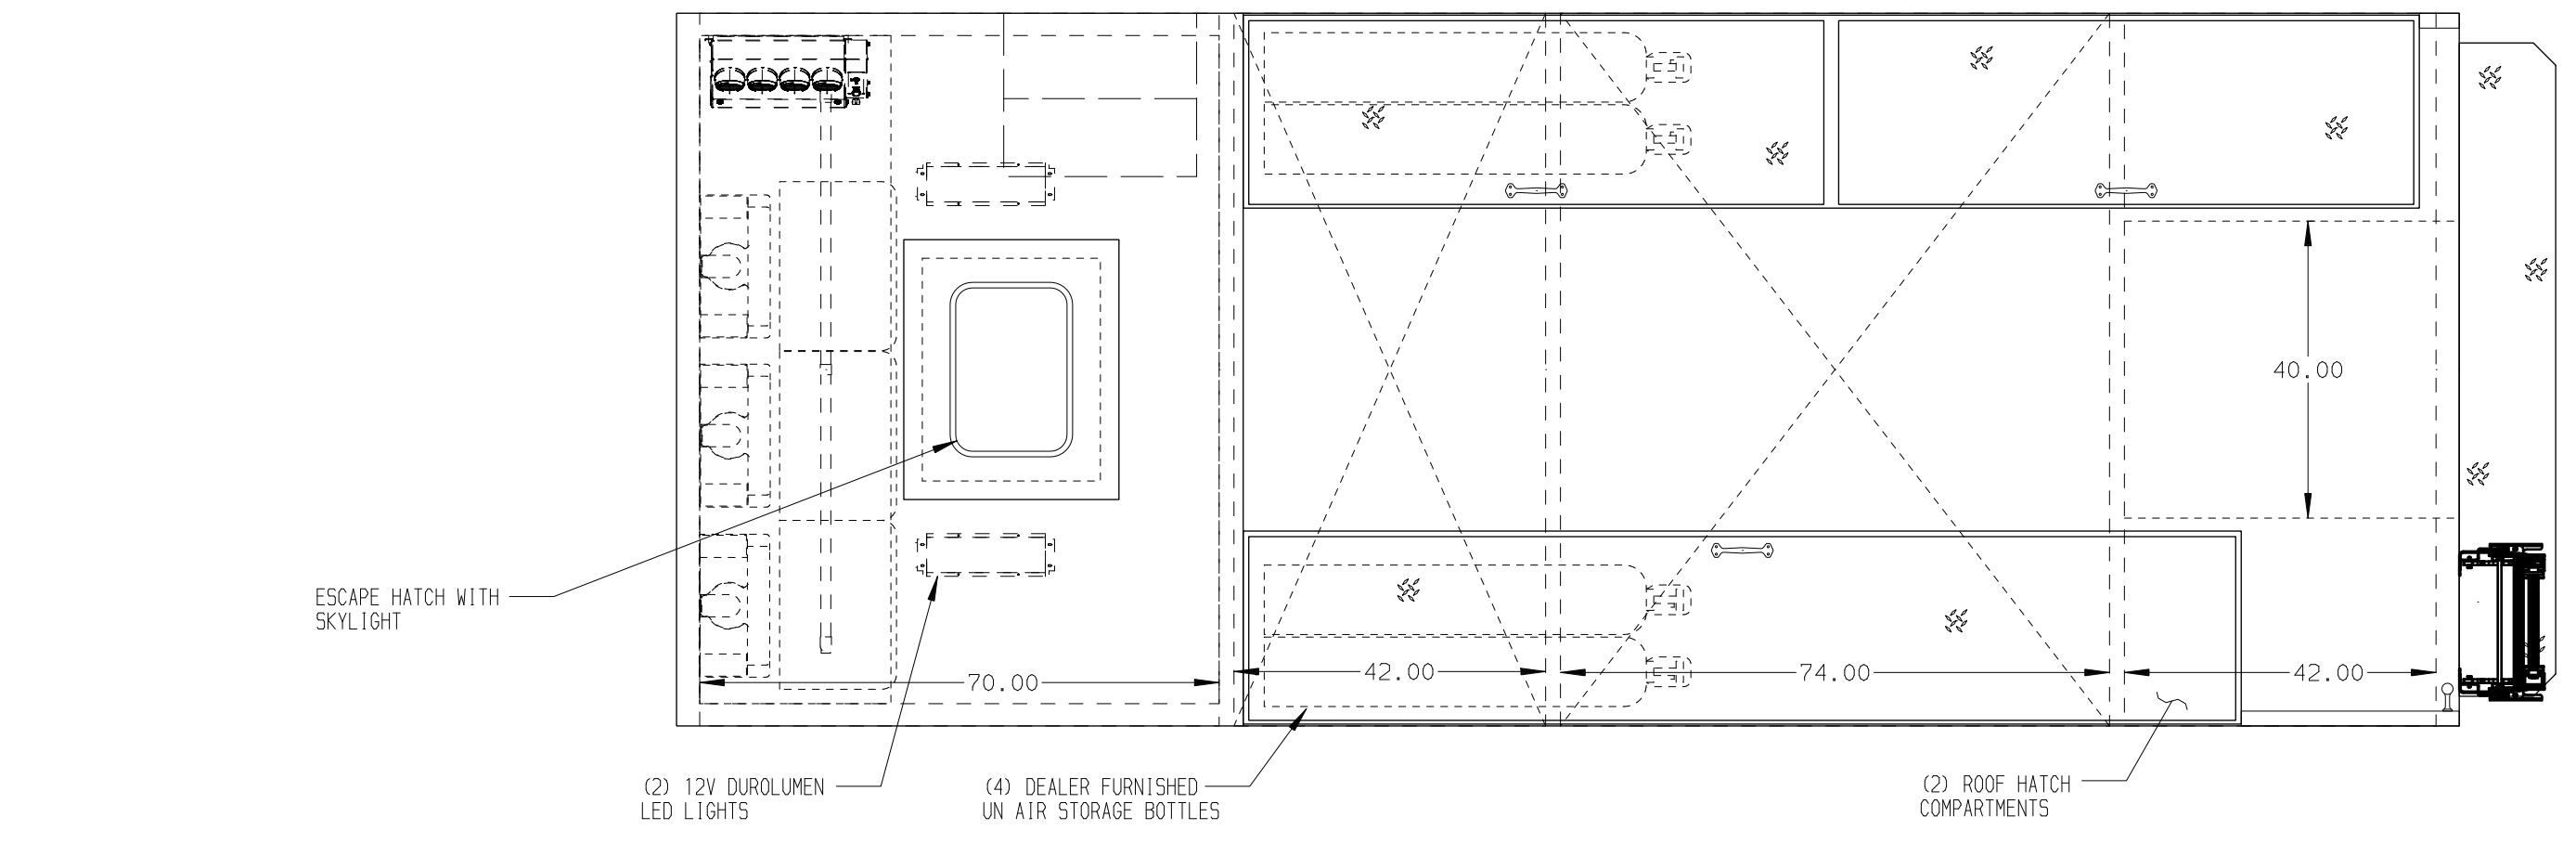 40.00
ESCAPE HATCH WITH
SKYLIGHT
70.00
42.00
74.00
42.00
(2) 12V DUROLUMEN
LED LIGHTS
(4) DEALER FURNISHED
UN AIR STORAGE BOTTLES
(2) ROOF HATCH
COMPARTMENTS